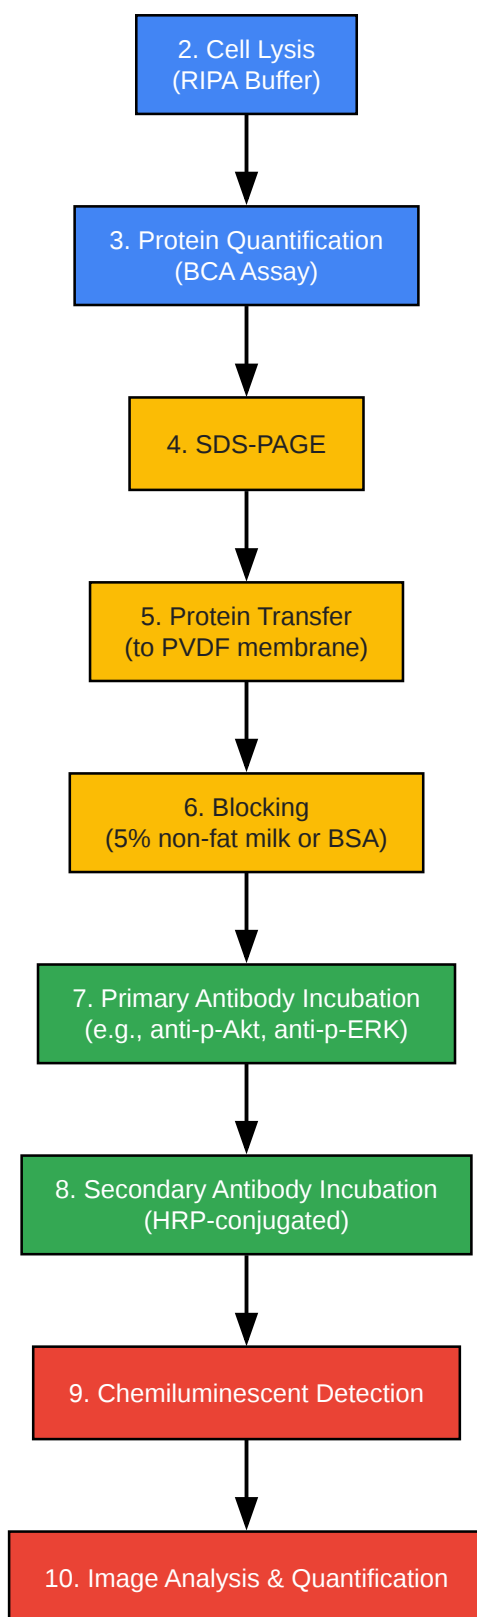 2. Cell Lysis
(RIPA Buffer)
3. Protein Quantification
(BCA Assay)
4. SDS-PAGE
5. Protein Transfer
(to PVDF membrane)
6. Blocking
(5% non-fat milk or BSA)
7. Primary Antibody Incubation
(e.g., anti-p-Akt, anti-p-ERK)
8. Secondary Antibody Incubation
(HRP-conjugated)
9. Chemiluminescent Detection
10. Image Analysis & Quantification